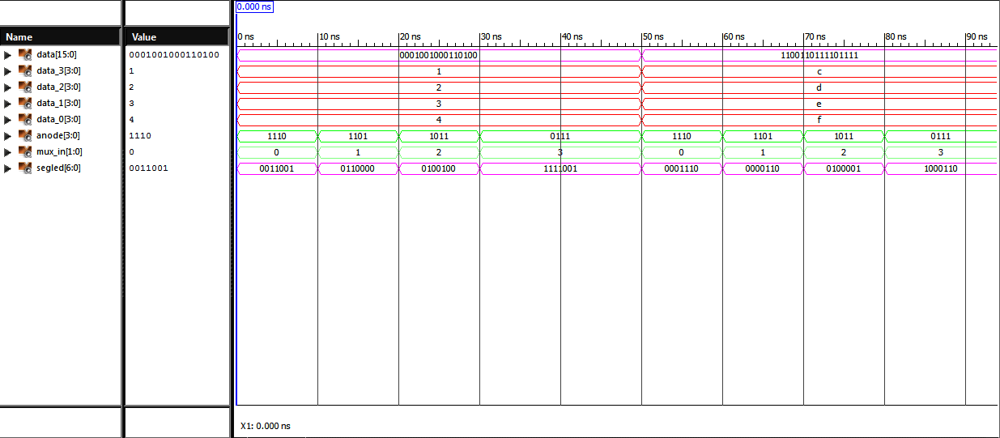 0.000 ns
Name Value 0 ns 10 ns 20 ns 30 ns 40 ns 50 ns 60 ns 70 ns 80 ns 90 ns
data[15:0] 0001001000110100 0001001000110100 1100110111101111
data_3[3:0] 1 1 c
data_2[3:0] 2 2 d
data_1[3:0] 3 3 e
data_0[3:0] 4 4 f
anode[3:0] 1110 1110 1101 1011 0111 1110 1101 1011 0111
mux_in[1:0] 0 0 1 2 3 0 1 2 3
segled[6:0] 0011001 0011001 0110000 0100100 1111001 0001110 0000110 0100001 1000110
X1: 0.000 ns